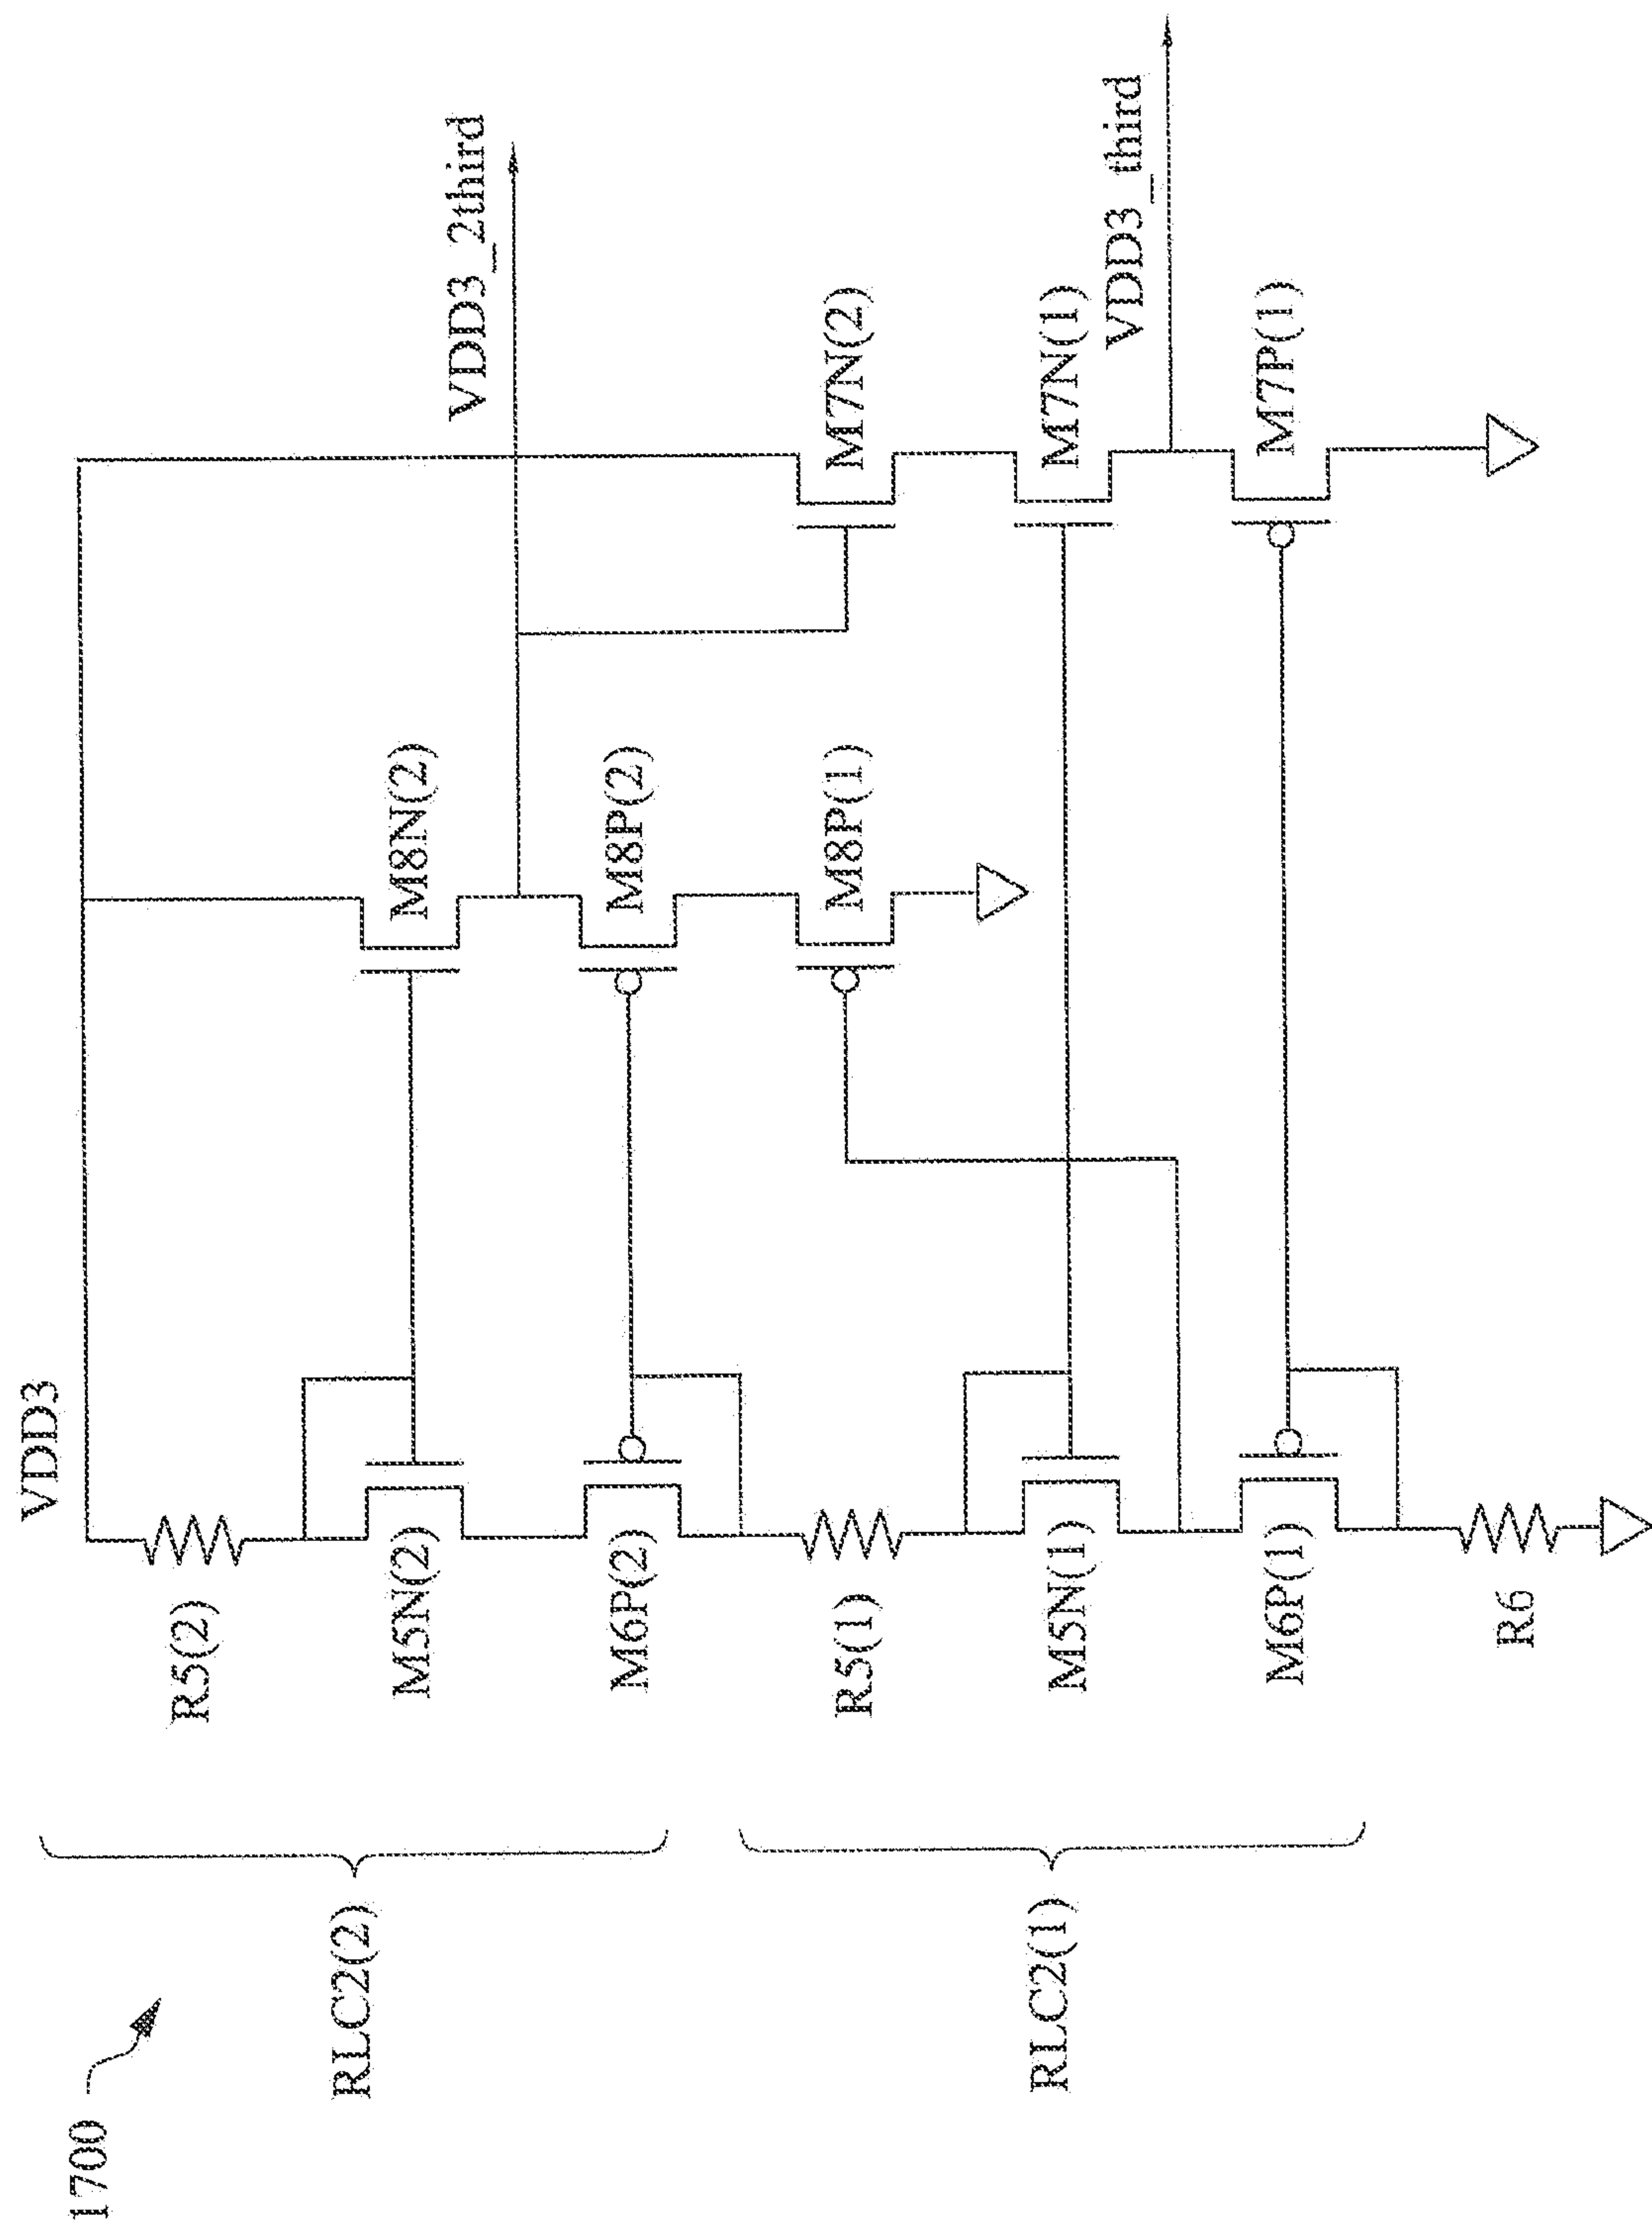 1700
VDD3
RLC2(2)
R5(2)
M5N(2)
M6P(2)
M8N(2)
M8P(2)
M8P(1)
VDD3_2third
RLC2(1)
R5(1)
M5N(1)
M6P(1)
R6
M7N(2)
M7N(1)
VDD3_third
M7P(1)